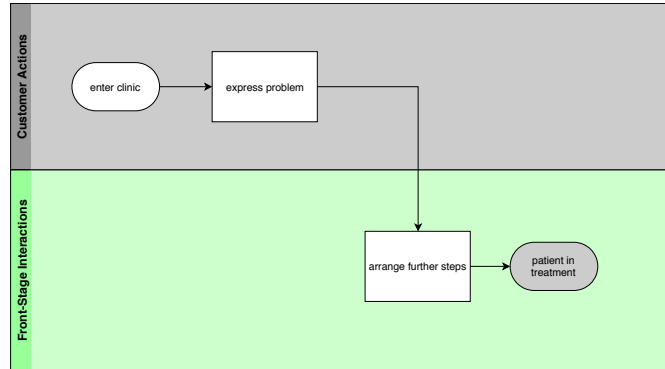 Customer Actions
enter clinic
express problem
Front-Stage Interactions
arrange further steps
patient in
treatment